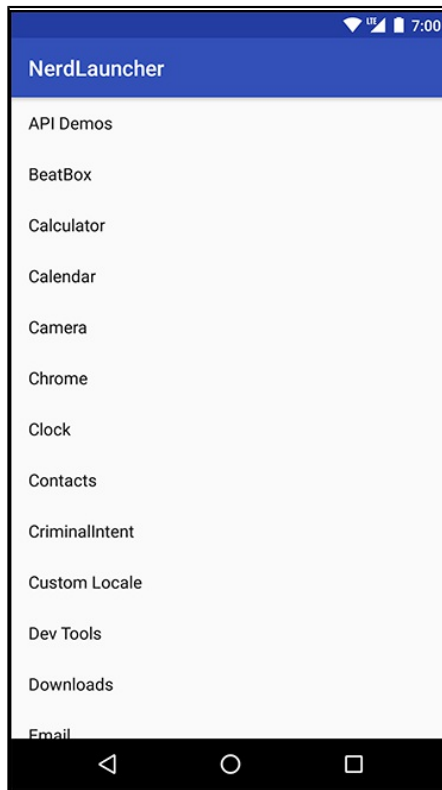 LTE 7:00
NerdLauncher
API Demos
BeatBox
Calculator
Calendar
Camera
Chrome
Clock
Contacts
CriminalIntent
Custom Locale
Dev Tools
Downloads
Email